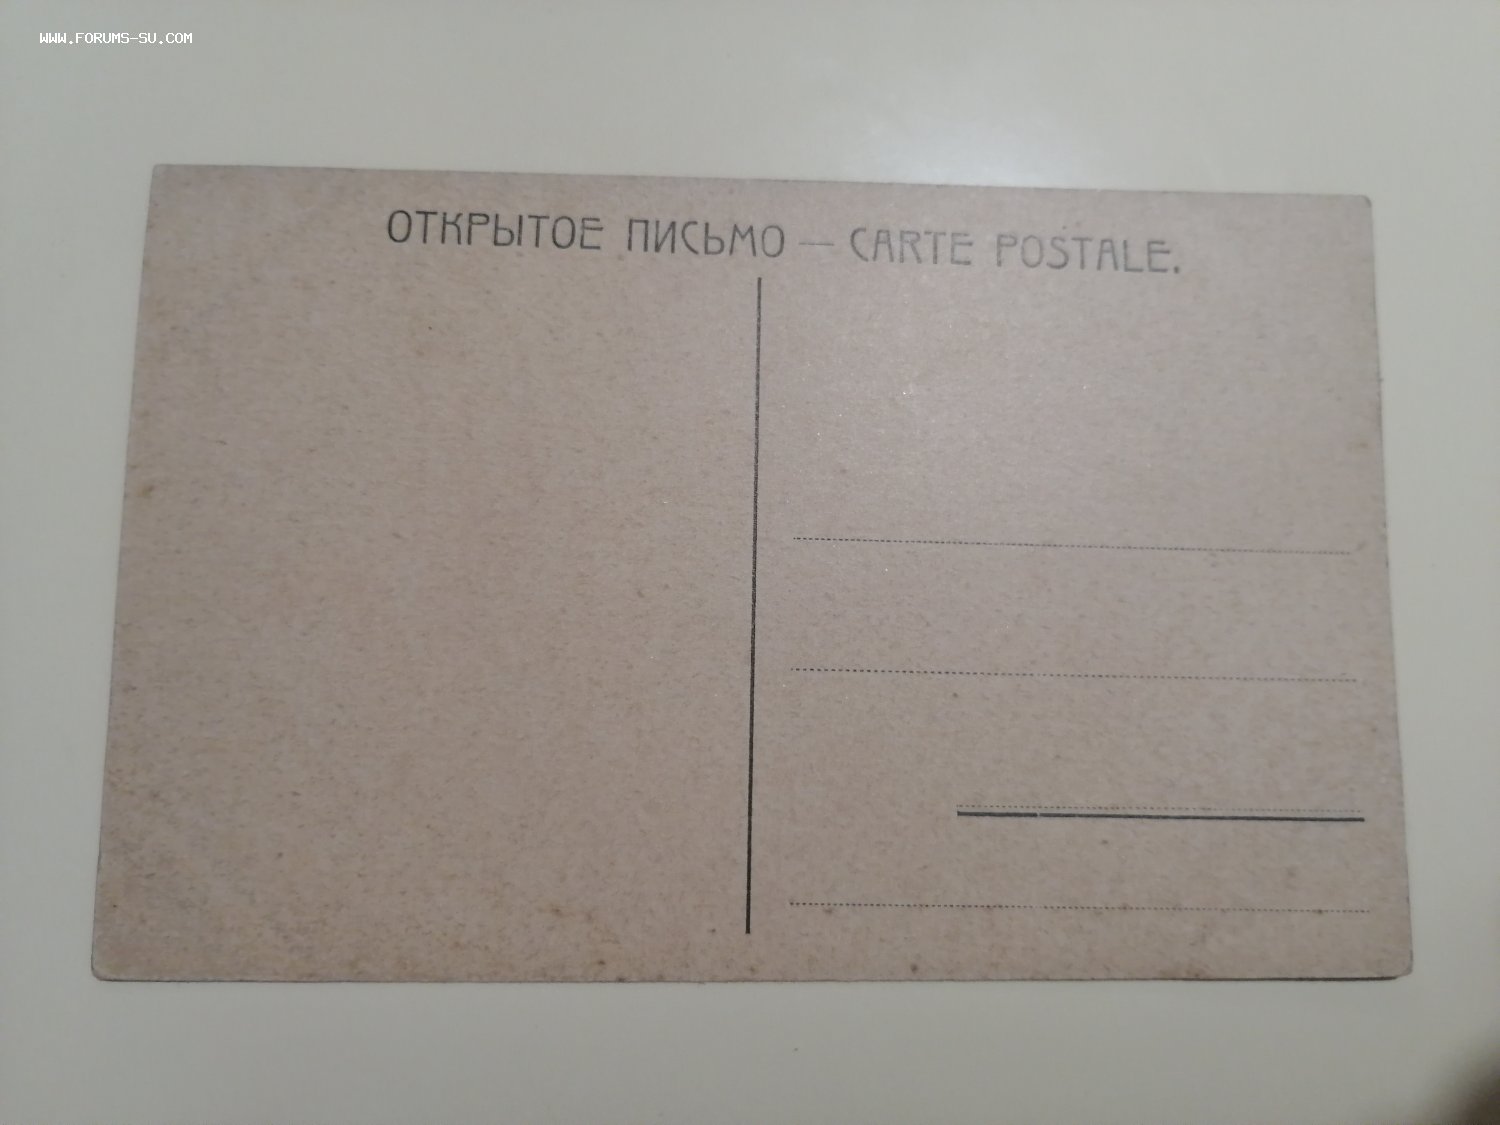 WWW.FORUMS-SU.COM
ОТКРЫТОЕ ПИСЬМО — CARTE POSTALE.